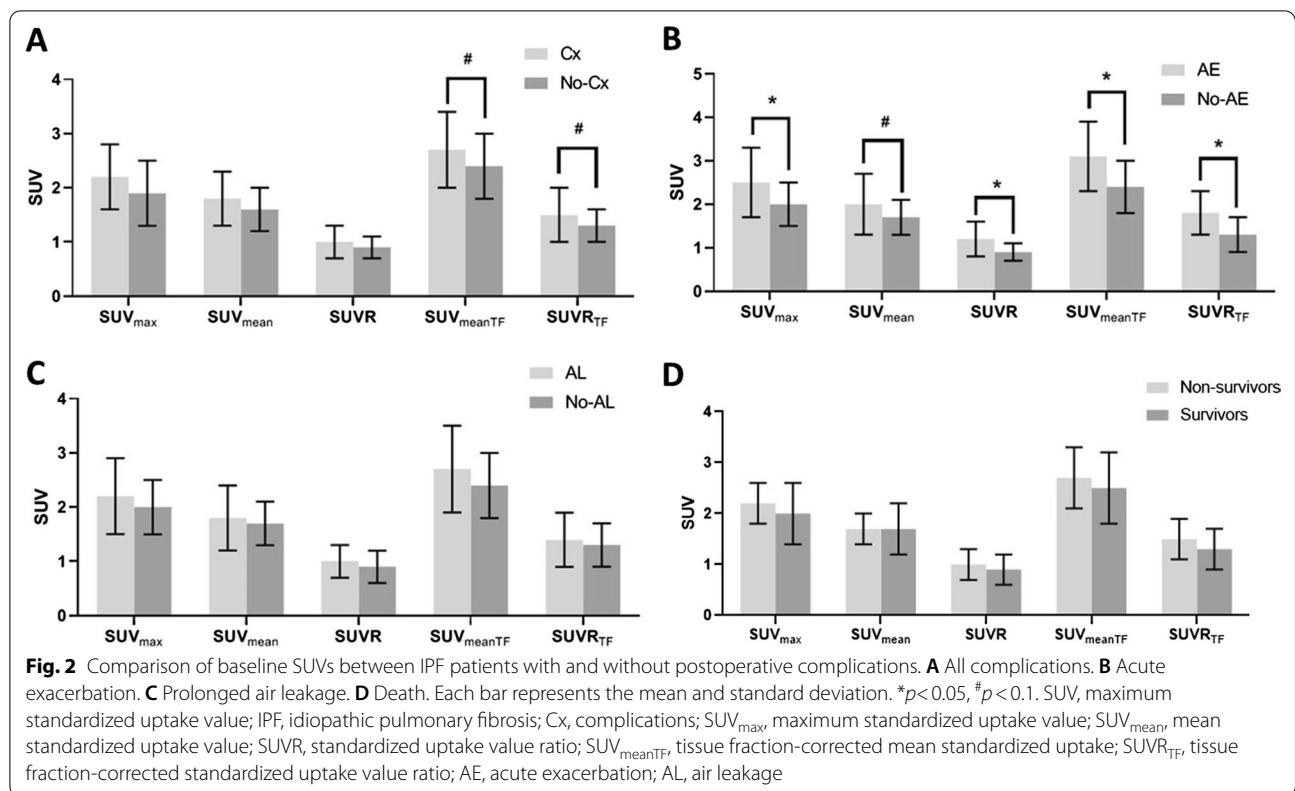 A
Cx
No-Cx
4
3
2
1
0
SUV
#
#
SUVmax
SUVmean
SUVR
SUVmeanTF
SUVRTF
B
AE
No-AE
5
4
3
2
1
0
SUV
*
#
*
*
*
SUVmax
SUVmean
SUVR
SUVmeanTF
SUVRTF
C
AL
No-AL
4
3
2
1
0
SUV
SUVmax
SUVmean
SUVR
SUVmeanTF
SUVRTF
D
Non-survivors
Survivors
4
3
2
1
0
SUV
SUVmax
SUVmean
SUVR
SUVmeanTF
SUVRTF
Fig. 2 Comparison of baseline SUVs between IPF patients with and without postoperative complications. A All complications. B Acute
exacerbation. C Prolonged air leakage. D Death. Each bar represents the mean and standard deviation. *p < 0.05, #p < 0.1. SUV, maximum
standardized uptake value; IPF, idiopathic pulmonary fibrosis; Cx, complications; SUVmax, maximum standardized uptake value; SUVmean, mean
standardized uptake value; SUVR, standardized uptake value ratio; SUVmeanTF, tissue fraction-corrected mean standardized uptake; SUVRTF, tissue
fraction-corrected standardized uptake value ratio; AE, acute exacerbation; AL, air leakage